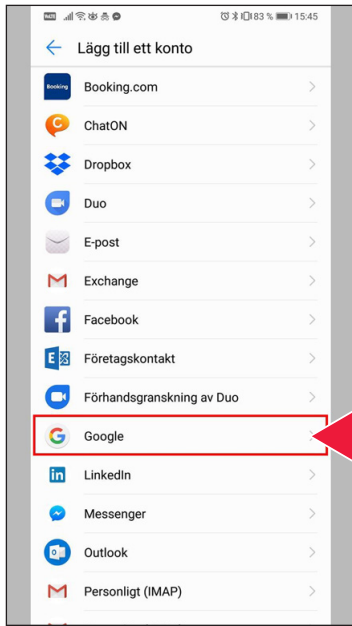 83 % 15:45
Lägg till ett konto
Booking.com
ChatON
Dropbox
Duo
E-post
Exchange
Facebook
Företagskontakt
Förhandsgranskning av Duo
Google
LinkedIn
Messenger
Outlook
Personligt (IMAP)